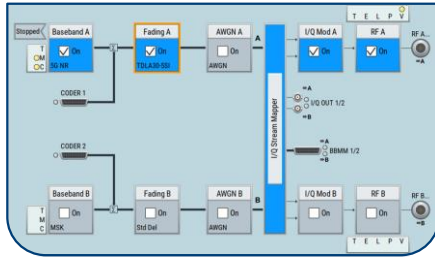 T E L P V
Stopped
Baseband A
Fading A
AWGN A
A
I/Q Mod A
RF A
RF A...
T
M
C
On
On
On
On
On
⇔A
5G NR
TDLA30-5SI
AWGN
⇔A
CODER 1
I/Q OUT 1/2
⇔B
I/Q Stream Mapper
CODER 2
⇔A
BBMM 1/2
⇔B
Baseband B
Fading B
AWGN B
B
I/Q Mod B
RF B
RF B...
T
M
C
On
On
On
On
On
⇔B
MSK
Std Del
AWGN
T E L P V